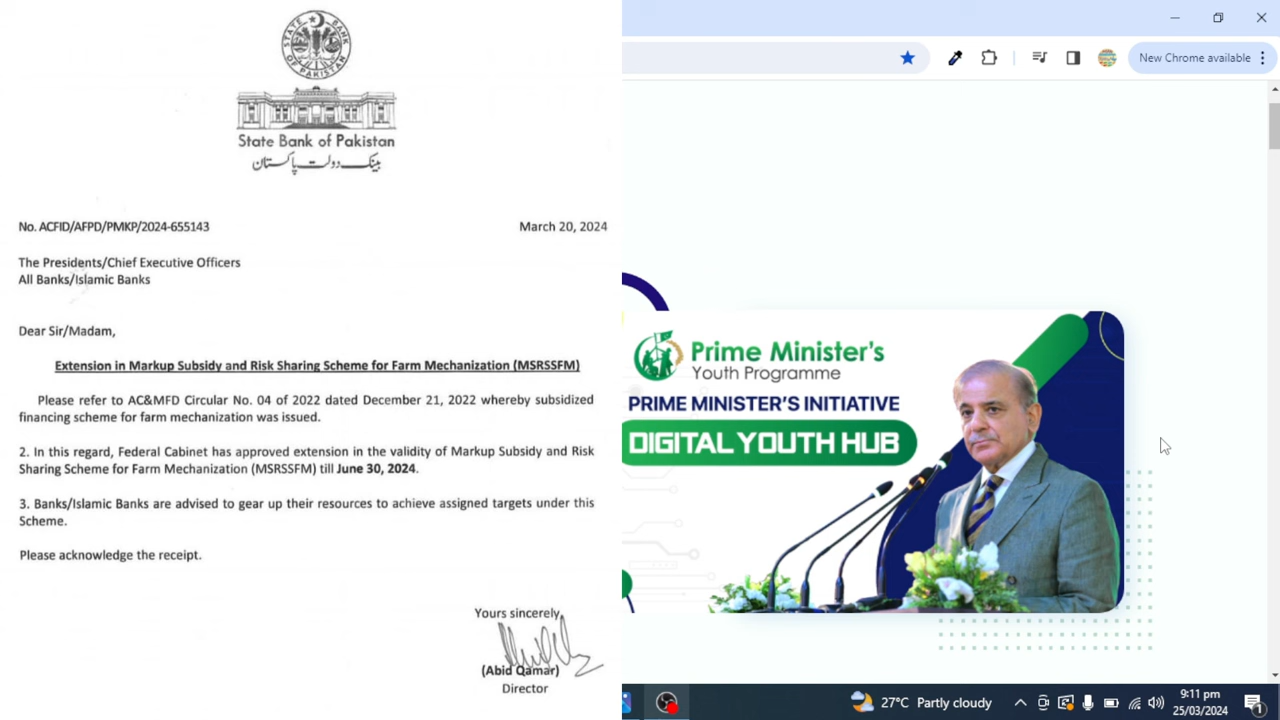 STATE BANK OF PAKISTAN
State Bank of Pakistan
بینک دولت پاکستان
No. ACFID/AFPD/PMKP/2024-655143
March 20, 2024
The Presidents/Chief Executive Officers
All Banks/Islamic Banks
Dear Sir/Madam,
Extension in Markup Subsidy and Risk Sharing Scheme for Farm Mechanization (MSRSSFM)
Please refer to AC&MFD Circular No. 04 of 2022 dated December 21, 2022 whereby subsidized
financing scheme for farm mechanization was issued.
2. In this regard, Federal Cabinet has approved extension in the validity of Markup Subsidy and Risk
Sharing Scheme for Farm Mechanization (MSRSSFM) till June 30, 2024.
3. Banks/Islamic Banks are advised to gear up their resources to achieve assigned targets under this
Scheme.
Please acknowledge the receipt.
Yours sincerely,
(Abid Qamar)
Director
New Chrome available
Prime Minister's
Youth Programme
PRIME MINISTER'S INITIATIVE
DIGITAL YOUTH HUB
27°C Partly cloudy
9:11 pm
25/03/2024
1